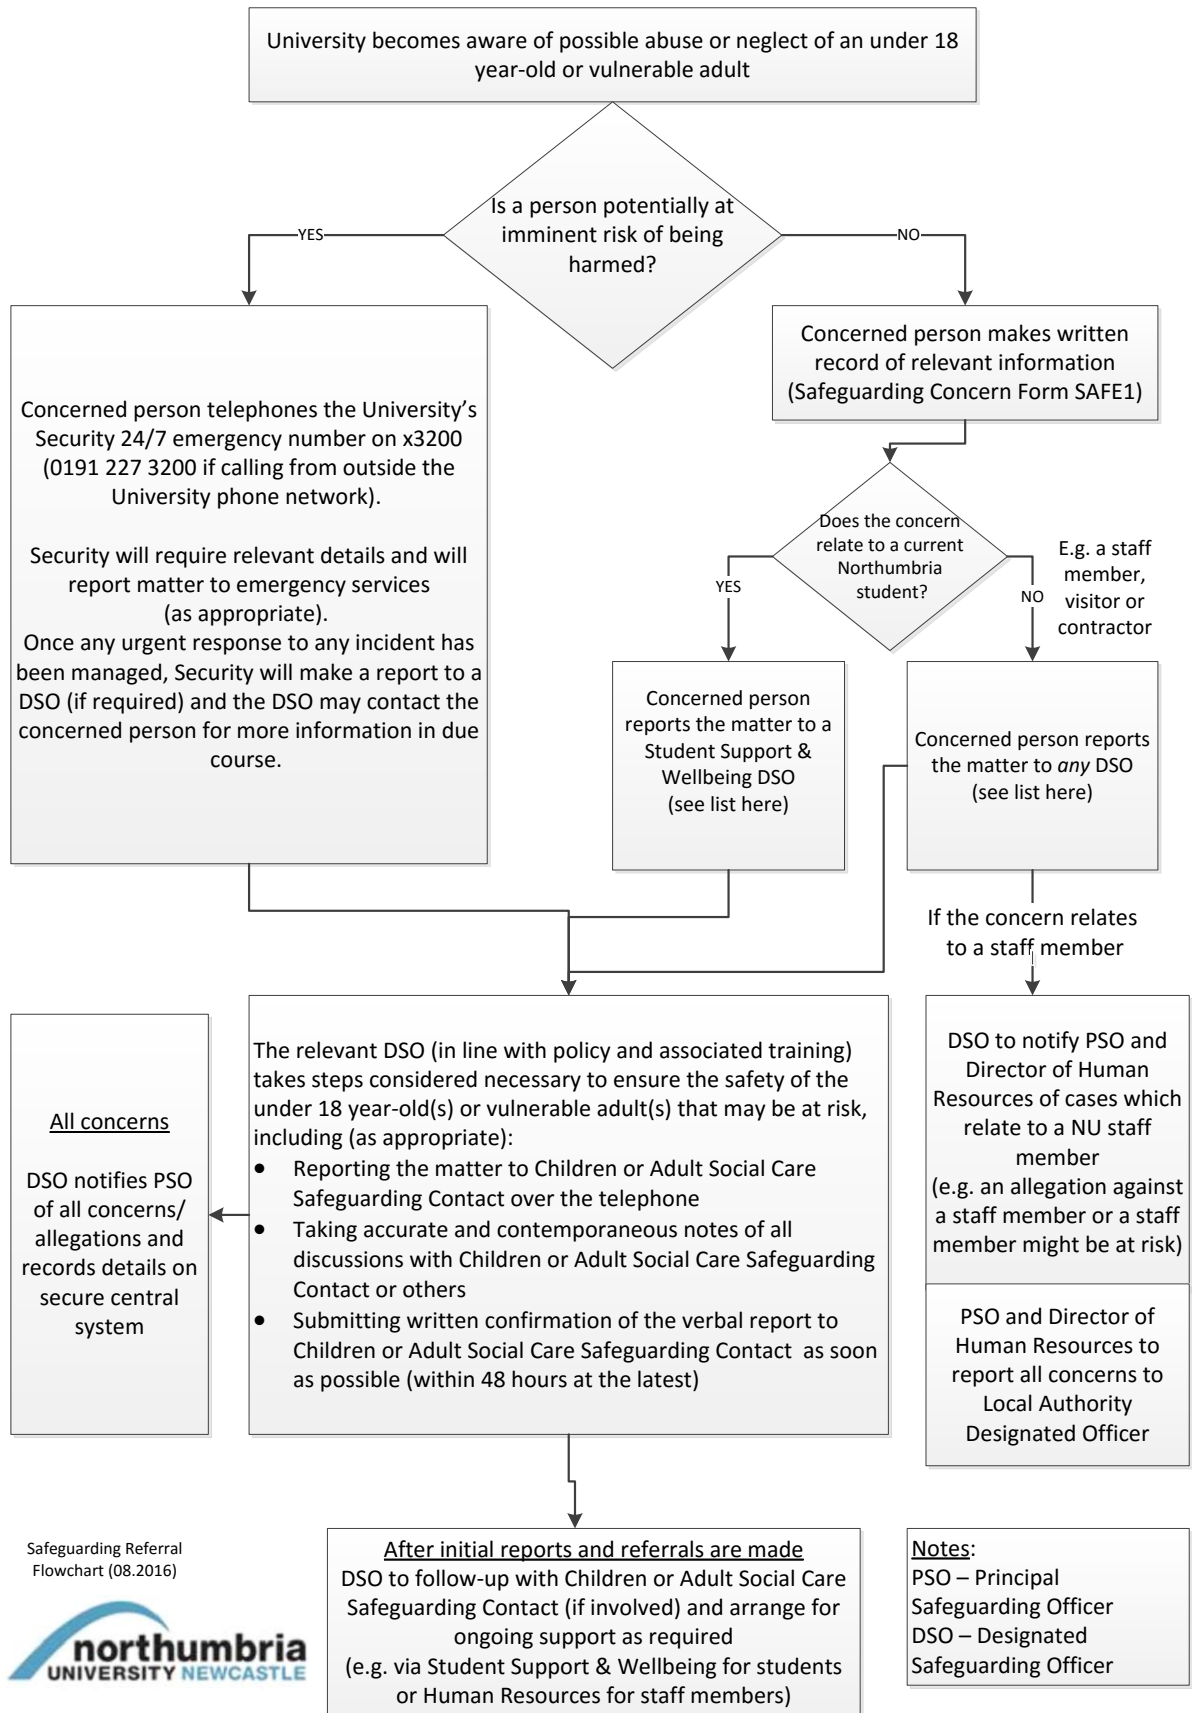 University becomes aware of possible abuse or neglect of an under 18
year-old or vulnerable adult
Is a person potentially at
imminent risk of being
harmed?
YES
NO
Concerned person telephones the University’s
Security 24/7 emergency number on x3200
(0191 227 3200 if calling from outside the
University phone network).
Security will require relevant details and will
report matter to emergency services
(as appropriate).
Once any urgent response to any incident has
been managed, Security will make a report to a
DSO (if required) and the DSO may contact the
concerned person for more information in due
course.
Concerned person makes written
record of relevant information
(Safeguarding Concern Form SAFE1)
Does the concern
relate to a current
Northumbria
student?
YES
NO
E.g. a staff
member,
visitor or
contractor
Concerned person
reports the matter to a
Student Support &
Wellbeing DSO
(see list here)
Concerned person reports
the matter to any DSO
(see list here)
If the concern relates
to a staff member
All concerns
DSO notifies PSO
of all concerns/
allegations and
records details on
secure central
system
The relevant DSO (in line with policy and associated training)
takes steps considered necessary to ensure the safety of the
under 18 year-old(s) or vulnerable adult(s) that may be at risk,
including (as appropriate):
• Reporting the matter to Children or Adult Social Care
Safeguarding Contact over the telephone
• Taking accurate and contemporaneous notes of all
discussions with Children or Adult Social Care Safeguarding
Contact or others
• Submitting written confirmation of the verbal report to
Children or Adult Social Care Safeguarding Contact as soon
as possible (within 48 hours at the latest)
DSO to notify PSO and
Director of Human
Resources of cases which
relate to a NU staff
member
(e.g. an allegation against
a staff member or a staff
member might be at risk)
PSO and Director of
Human Resources to
report all concerns to
Local Authority
Designated Officer
Safeguarding Referral
Flowchart (08.2016)
northumbria
UNIVERSITY NEWCASTLE
After initial reports and referrals are made
DSO to follow-up with Children or Adult Social Care
Safeguarding Contact (if involved) and arrange for
ongoing support as required
(e.g. via Student Support & Wellbeing for students
or Human Resources for staff members)
Notes:
PSO – Principal
Safeguarding Officer
DSO – Designated
Safeguarding Officer